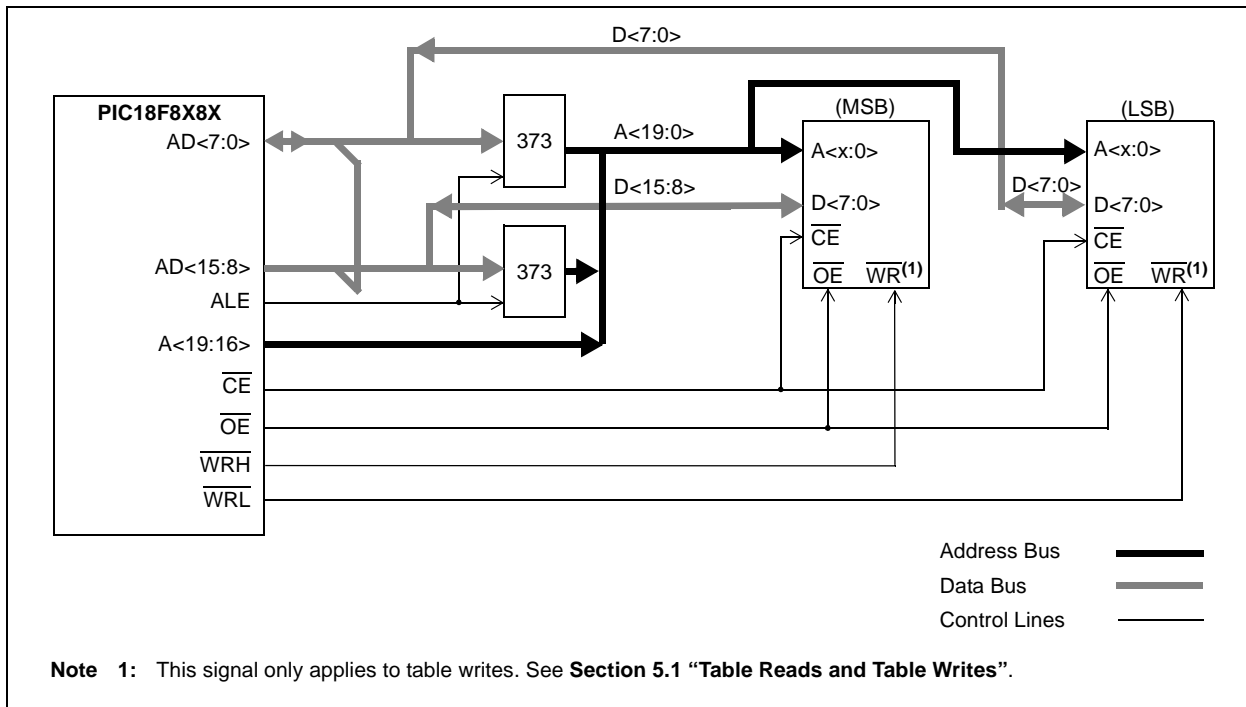 D<7:0>
PIC18F8X8X
AD<7:0>
373
A<19:0>
(MSB)
A<x:0>
(LSB)
A<x:0>
D<15:8>
D<7:0>
D<7:0>
D<7:0>
CE
CE
AD<15:8>
373
OE WR(1)
OE WR(1)
ALE
A<19:16>
CE
OE
WRH
WRL
Address Bus
Data Bus
Control Lines
Note 1: This signal only applies to table writes. See Section 5.1 “Table Reads and Table Writes”.